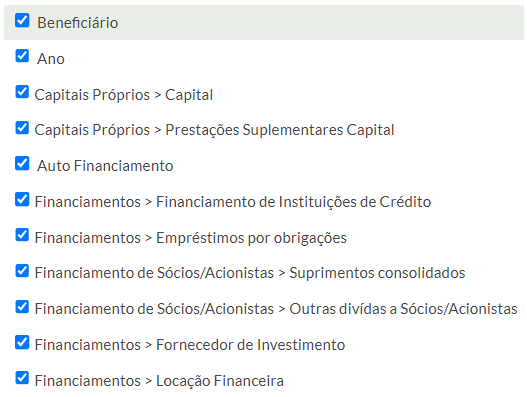 Beneficiário
Ano
Capitais Próprios > Capital
Capitais Próprios > Prestações Suplementares Capital
Auto Financiamento
Financiamentos > Financiamento de Instituições de Crédito
Financiamentos > Empréstimos por obrigações
Financiamento de Sócios/Acionistas > Suprimentos consolidados
Financiamento de Sócios/Acionistas > Outras divídas a Sócios/Acionistas
Financiamentos > Fornecedor de Investimento
Financiamentos > Locação Financeira